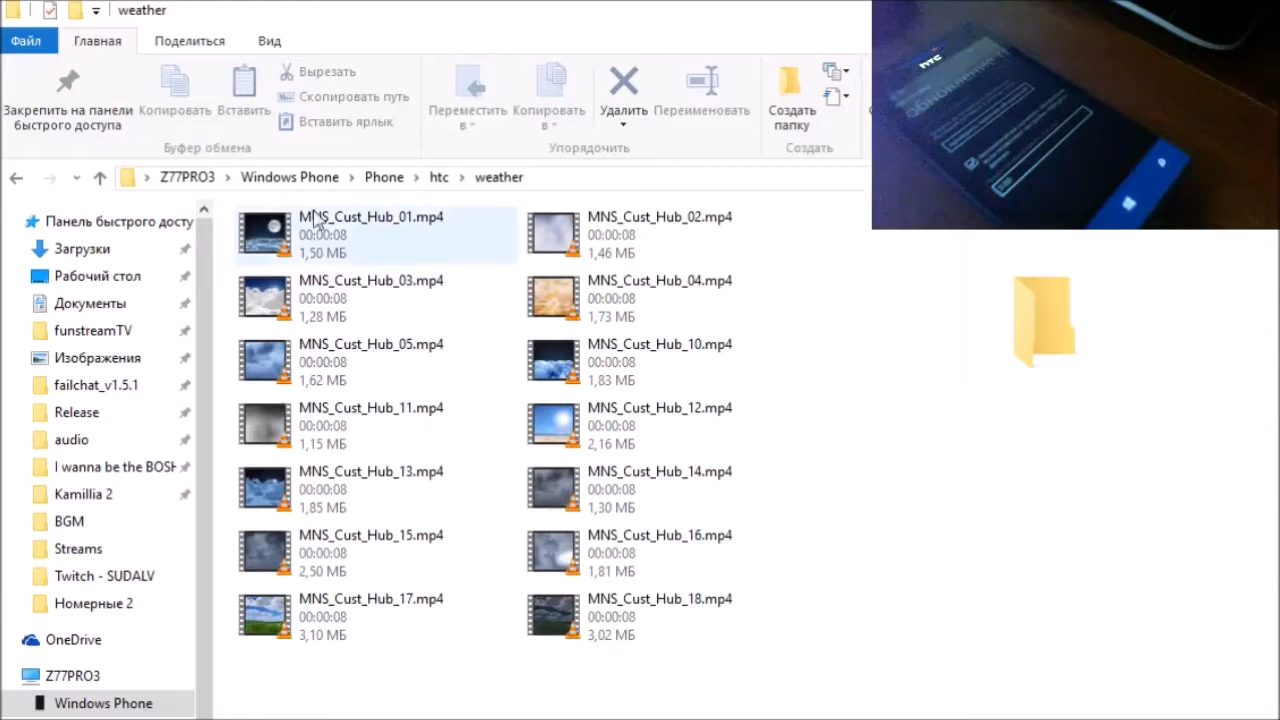 weather
Файл
Главная
Поделиться
Вид
Закрепить на панели
быстрого доступа
Копировать
Вставить
Вырезать
Скопировать путь
Вставить ярлык
Буфер обмена
Переместить
в
Копировать
в
Удалить
Переименовать
Упорядочить
Создать
папку
Создать
Z77PRO3 > Windows Phone > Phone > htc > weather
Панель быстрого досту
Загрузки
Рабочий стол
Документы
funstreamTV
Изображения
failchat_v1.5.1
Release
audio
I wanna be the BOSH
Kamillia 2
BGM
Streams
Twitch - SUDALV
Номерные 2
OneDrive
Z77PRO3
Windows Phone
MNS_Cust_Hub_01.mp4
00:00:08
1,50 МБ
MNS_Cust_Hub_02.mp4
00:00:08
1,46 МБ
MNS_Cust_Hub_03.mp4
00:00:08
1,28 МБ
MNS_Cust_Hub_04.mp4
00:00:08
1,73 МБ
MNS_Cust_Hub_05.mp4
00:00:08
1,62 МБ
MNS_Cust_Hub_10.mp4
00:00:08
1,83 МБ
MNS_Cust_Hub_11.mp4
00:00:08
1,15 МБ
MNS_Cust_Hub_12.mp4
00:00:08
2,16 МБ
MNS_Cust_Hub_13.mp4
00:00:08
1,85 МБ
MNS_Cust_Hub_14.mp4
00:00:08
1,30 МБ
MNS_Cust_Hub_15.mp4
00:00:08
2,50 МБ
MNS_Cust_Hub_16.mp4
00:00:08
1,81 МБ
MNS_Cust_Hub_17.mp4
00:00:08
3,10 МБ
MNS_Cust_Hub_18.mp4
00:00:08
3,02 МБ
htc